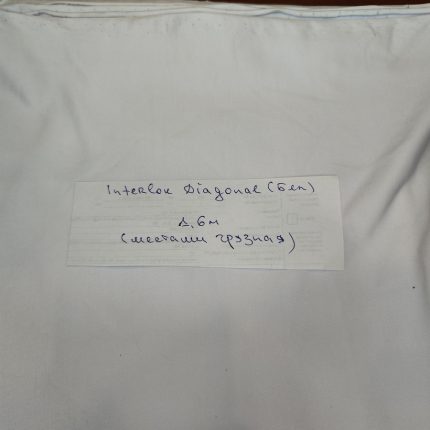 Interlok Diagonal (Бел)
1,6м
(местами грязная)